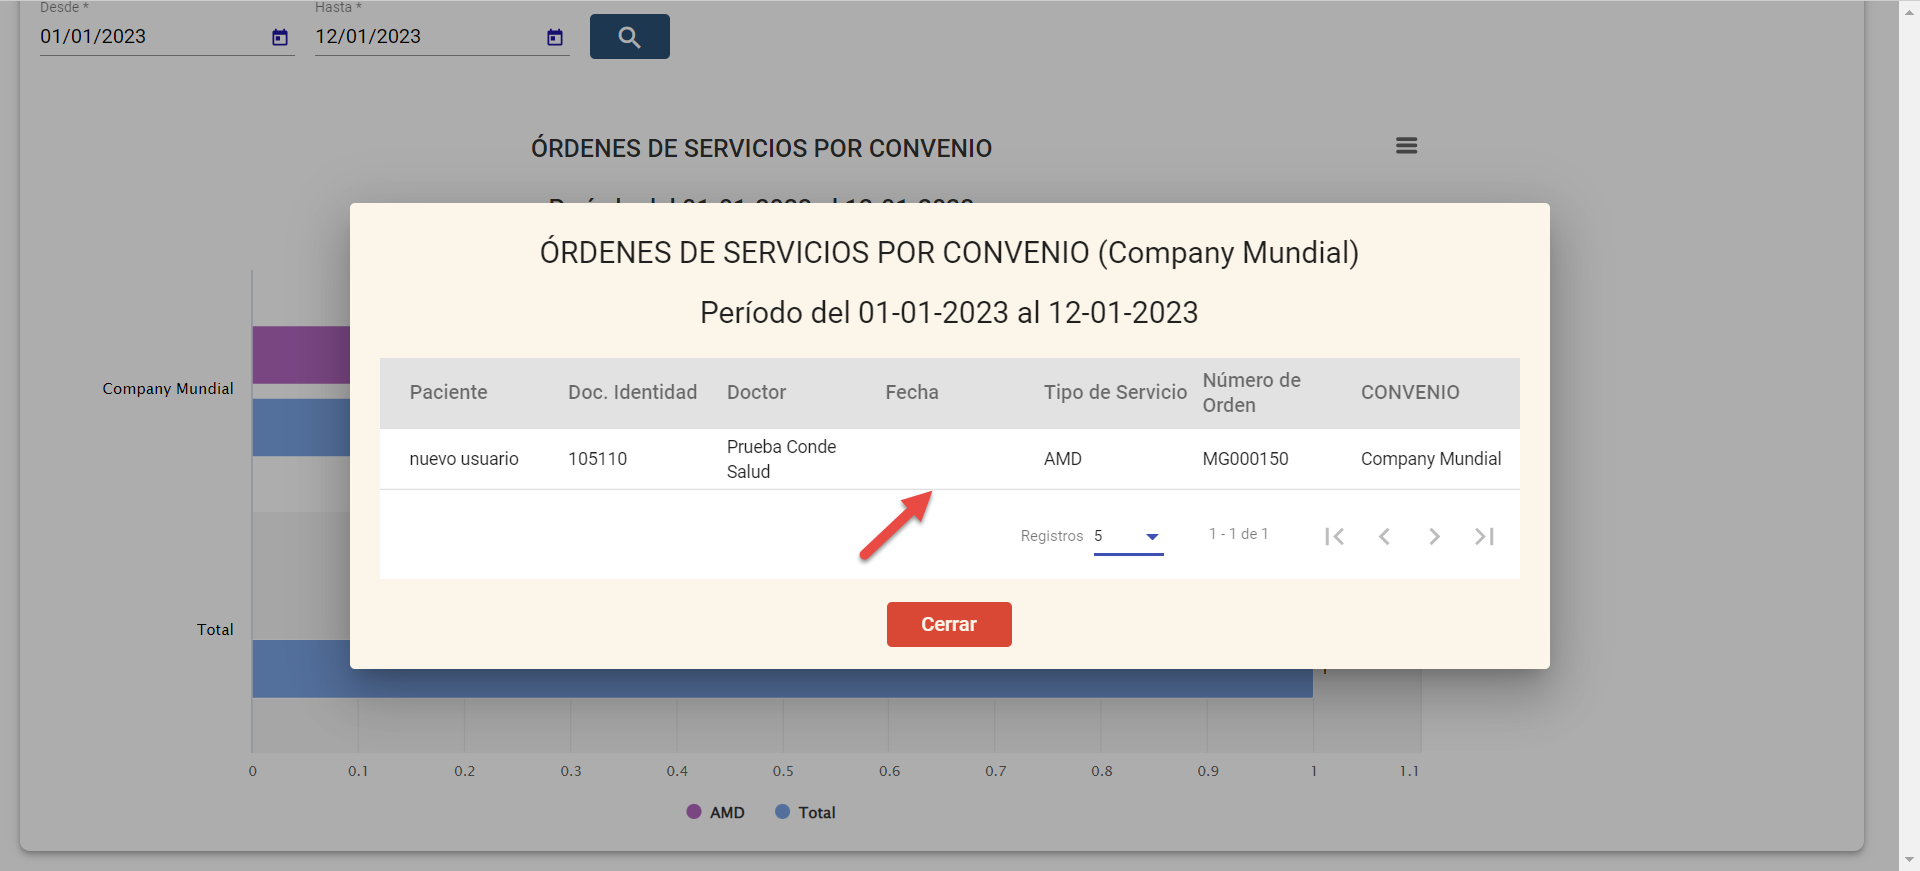 Desde *
Hasta *
01/01/2023
12/01/2023
ÓRDENES DE SERVICIOS POR CONVENIO
ÓRDENES DE SERVICIOS POR CONVENIO (Company Mundial)
Período del 01-01-2023 al 12-01-2023
Paciente
Doc. Identidad
Doctor
Fecha
Tipo de Servicio
Número de
Orden
CONVENIO
nuevo usuario
105110
Prueba Conde
Salud
AMD
MG000150
Company Mundial
Registros
5
1 - 1 de 1
Cerrar
Company Mundial
Total
0
0.1
0.2
0.3
0.4
0.5
0.6
0.7
0.8
0.9
1
1.1
AMD
Total